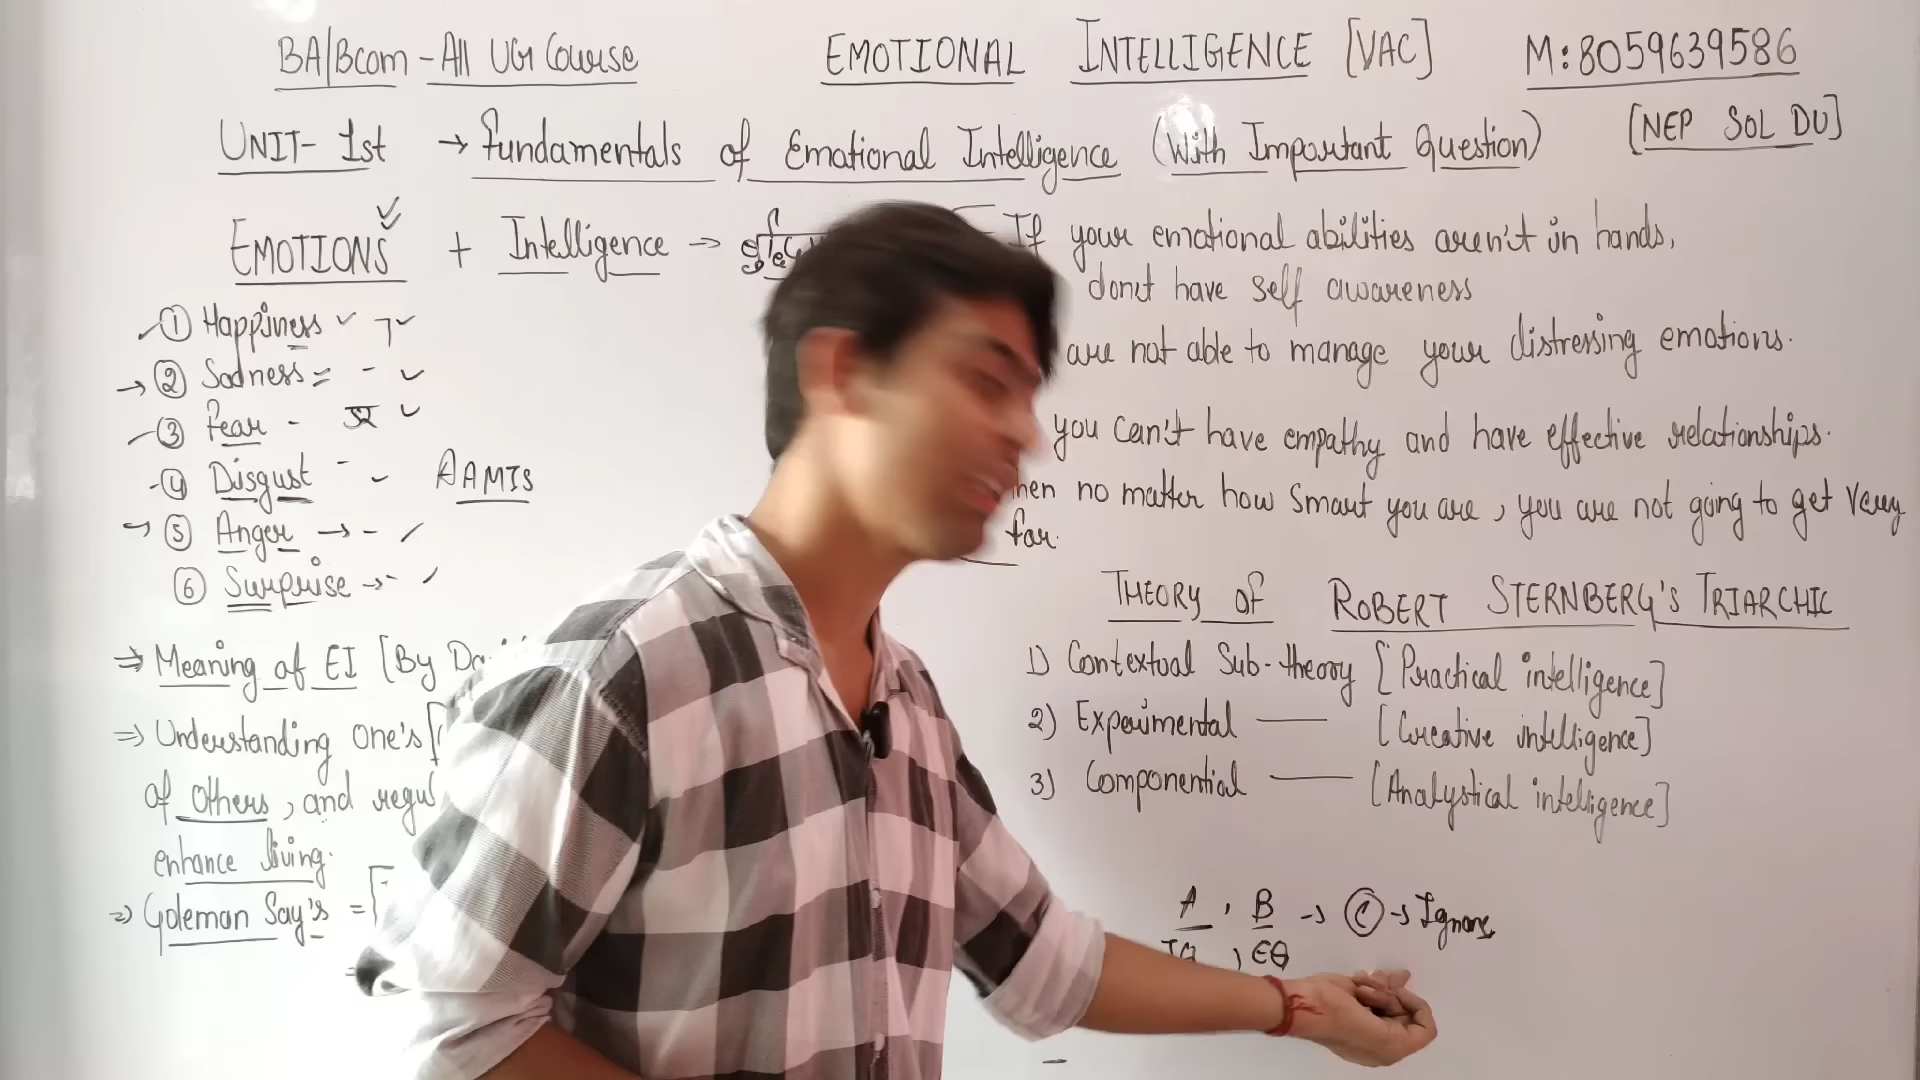 BA/Bcom - All UG Course
EMOTIONAL INTELLIGENCE [VAC]
M: 8059639586
[NEP SOL DU]
UNIT- 1st → Fundamentals of Emotional Intelligence (With Important Question)
EMOTIONS + Intelligence →
① Happiness
② Sadness
③ Fear - डर
④ Disgust
AAMIS
⑤ Anger → -
⑥ Surprise → -
⇒ Meaning of EI [By
⇒ Understanding One's
of others, and
enhance living.
⇒ Goleman Say's =
If your emotional abilities aren't in hands,
don't have self awareness
are not able to manage your distressing emotions.
you can't have empathy and have effective relationships.
no matter how smart you are, you are not going to get very
far.
THEORY OF ROBERT STERNBERG'S TRIARCHIC
1) Contextual Sub-theory [Practical intelligence]
2) Experimental —— [Creative intelligence]
3) Componential —— [Analystical intelligence]
A, B → Ⓒ → Ignore
IQ, EQ